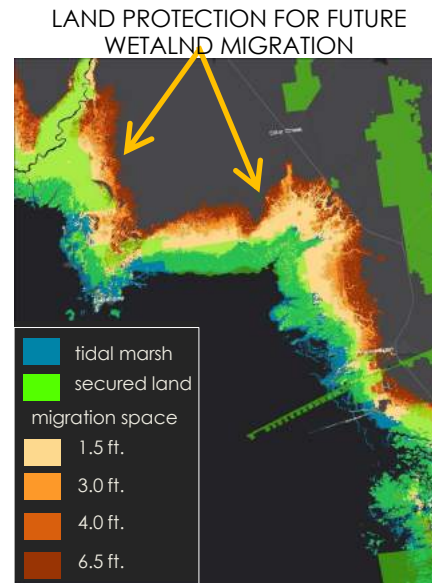 LAND PROTECTION FOR FUTURE
WETALND MIGRATION
tidal marsh
secured land
migration space
1.5 ft.
3.0 ft.
4.0 ft.
6.5 ft.